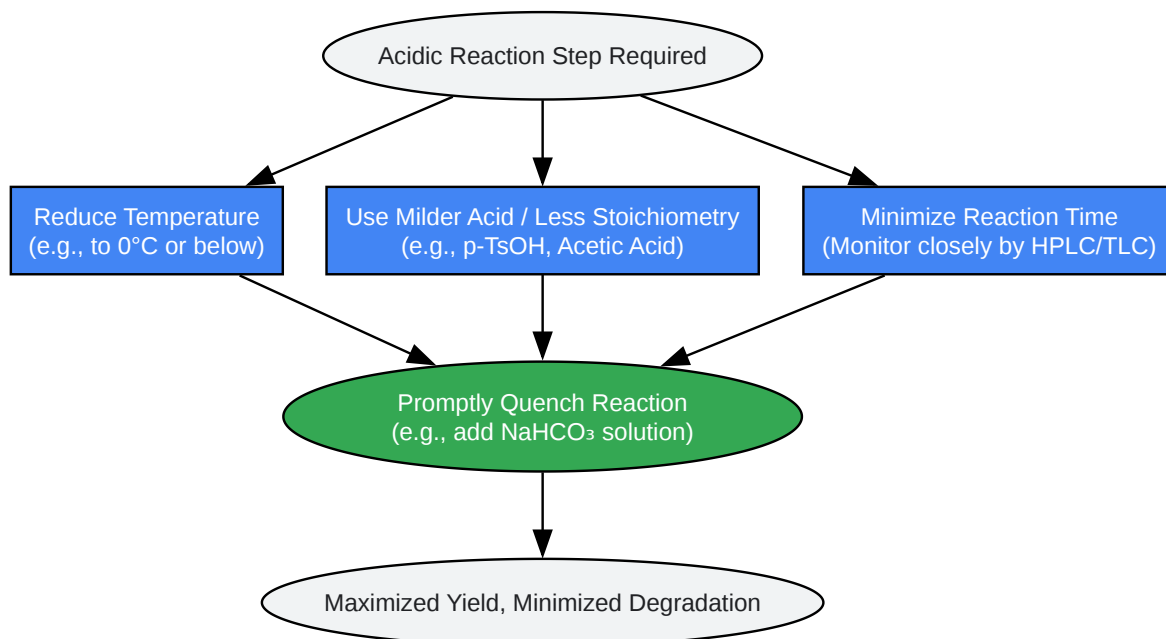 Acidic Reaction Step Required
Reduce Temperature
(e.g., to 0°C or below)
Use Milder Acid / Less Stoichiometry
(e.g., p-TsOH, Acetic Acid)
Minimize Reaction Time
(Monitor closely by HPLC/TLC)
Promptly Quench Reaction
(e.g., add NaHCO₃ solution)
Maximized Yield, Minimized Degradation